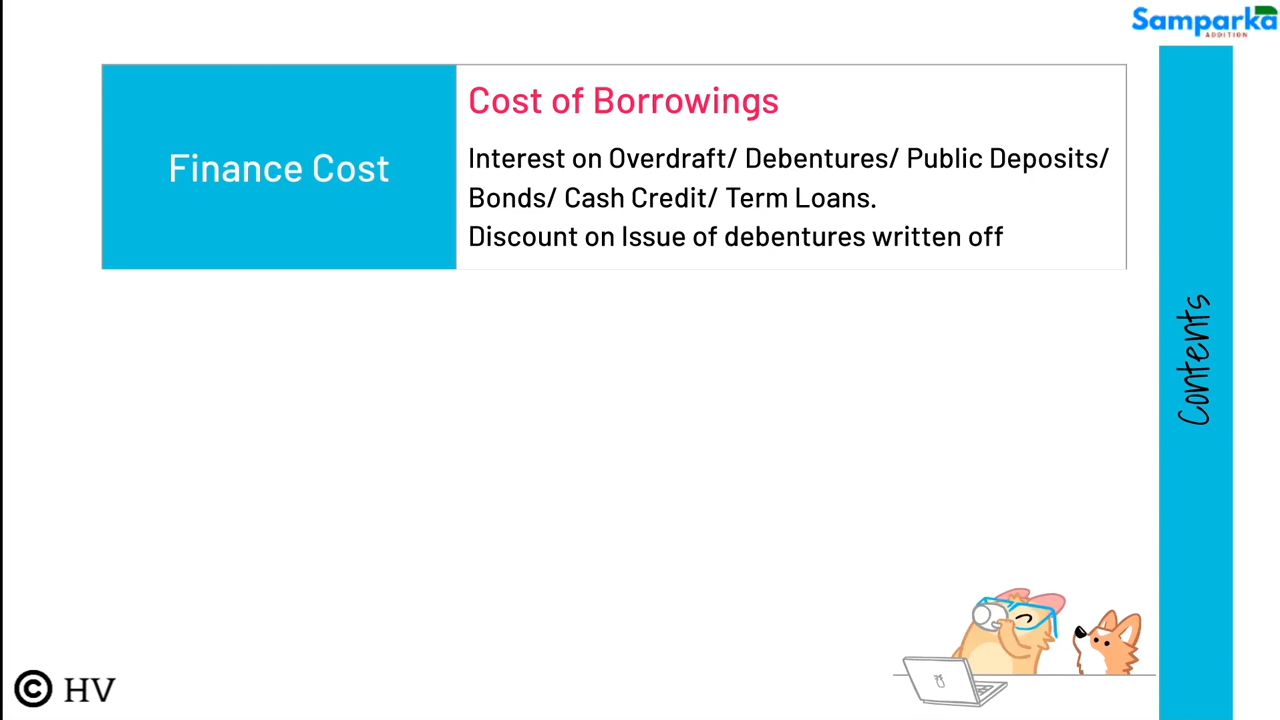 Samparka
ADDITION
Finance Cost
Cost of Borrowings
Interest on Overdraft/ Debentures/ Public Deposits/
Bonds/ Cash Credit/ Term Loans.
Discount on Issue of debentures written off
Contents
© HV